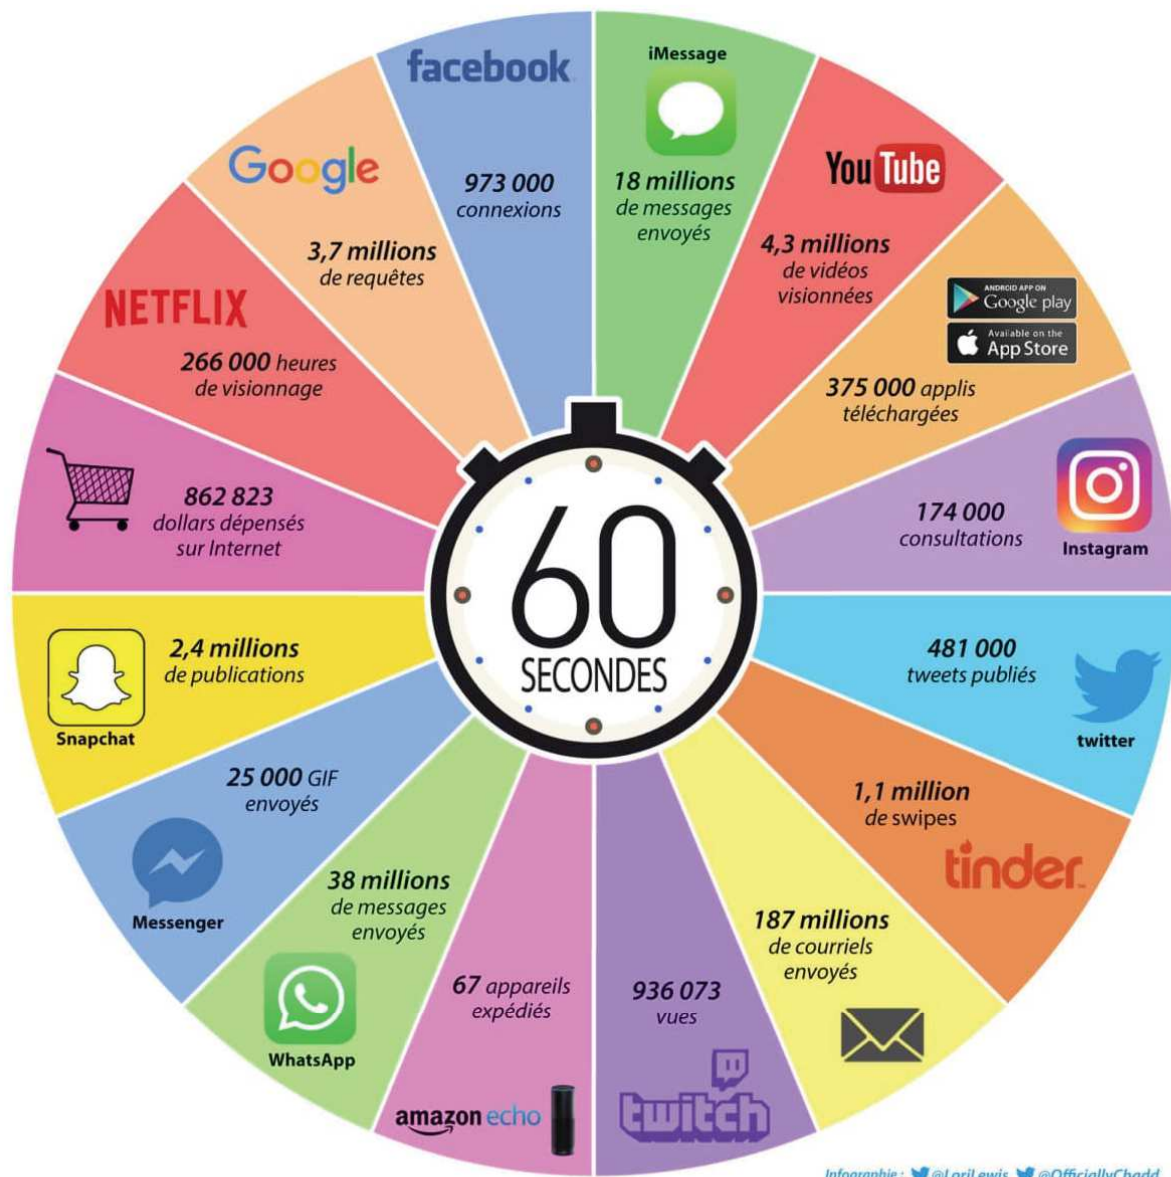 facebook
973 000
connexions
iMessage
18 millions
de messages
envoyés
YouTube
4,3 millions
de vidéos
visionnées
ANDROID APP ON
Google play
Available on the
App Store
375 000 applis
téléchargées
Instagram
174 000
consultations
481 000
tweets publiés
twitter
1,1 million
de swipes
tinder
187 millions
de courriels
envoyés
936 073
vues
twitch
67 appareils
expédiés
amazon echo
38 millions
de messages
envoyés
WhatsApp
25 000 GIF
envoyés
Messenger
2,4 millions
de publications
Snapchat
862 823
dollars dépensés
sur Internet
NETFLIX
266 000 heures
de visionnage
Google
3,7 millions
de requêtes
60
SECONDES
Infographie : @LoriLewis @OfficiallyChadd